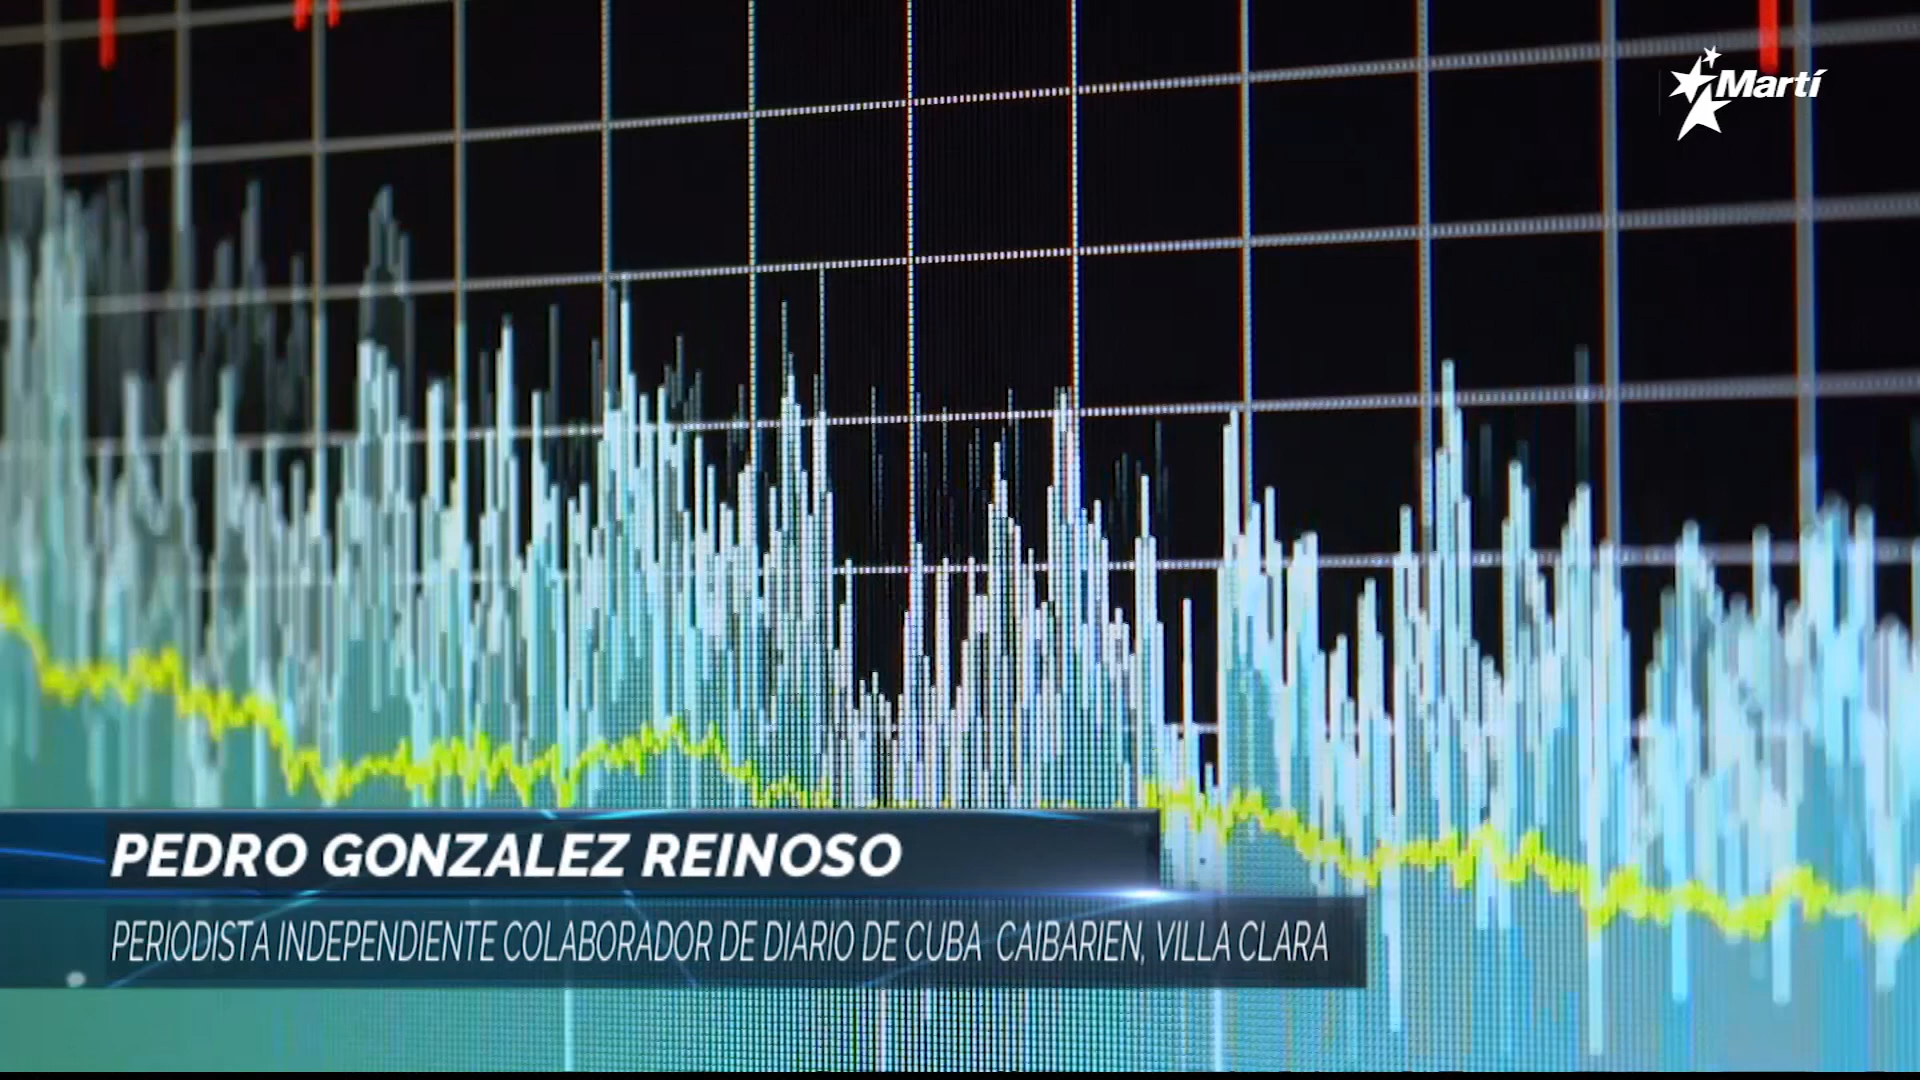 Martí
PEDRO GONZALEZ REINOSO
PERIODISTA INDEPENDIENTE COLABORADOR DE DIARIO DE CUBA CAIBARIEN, VILLA CLARA